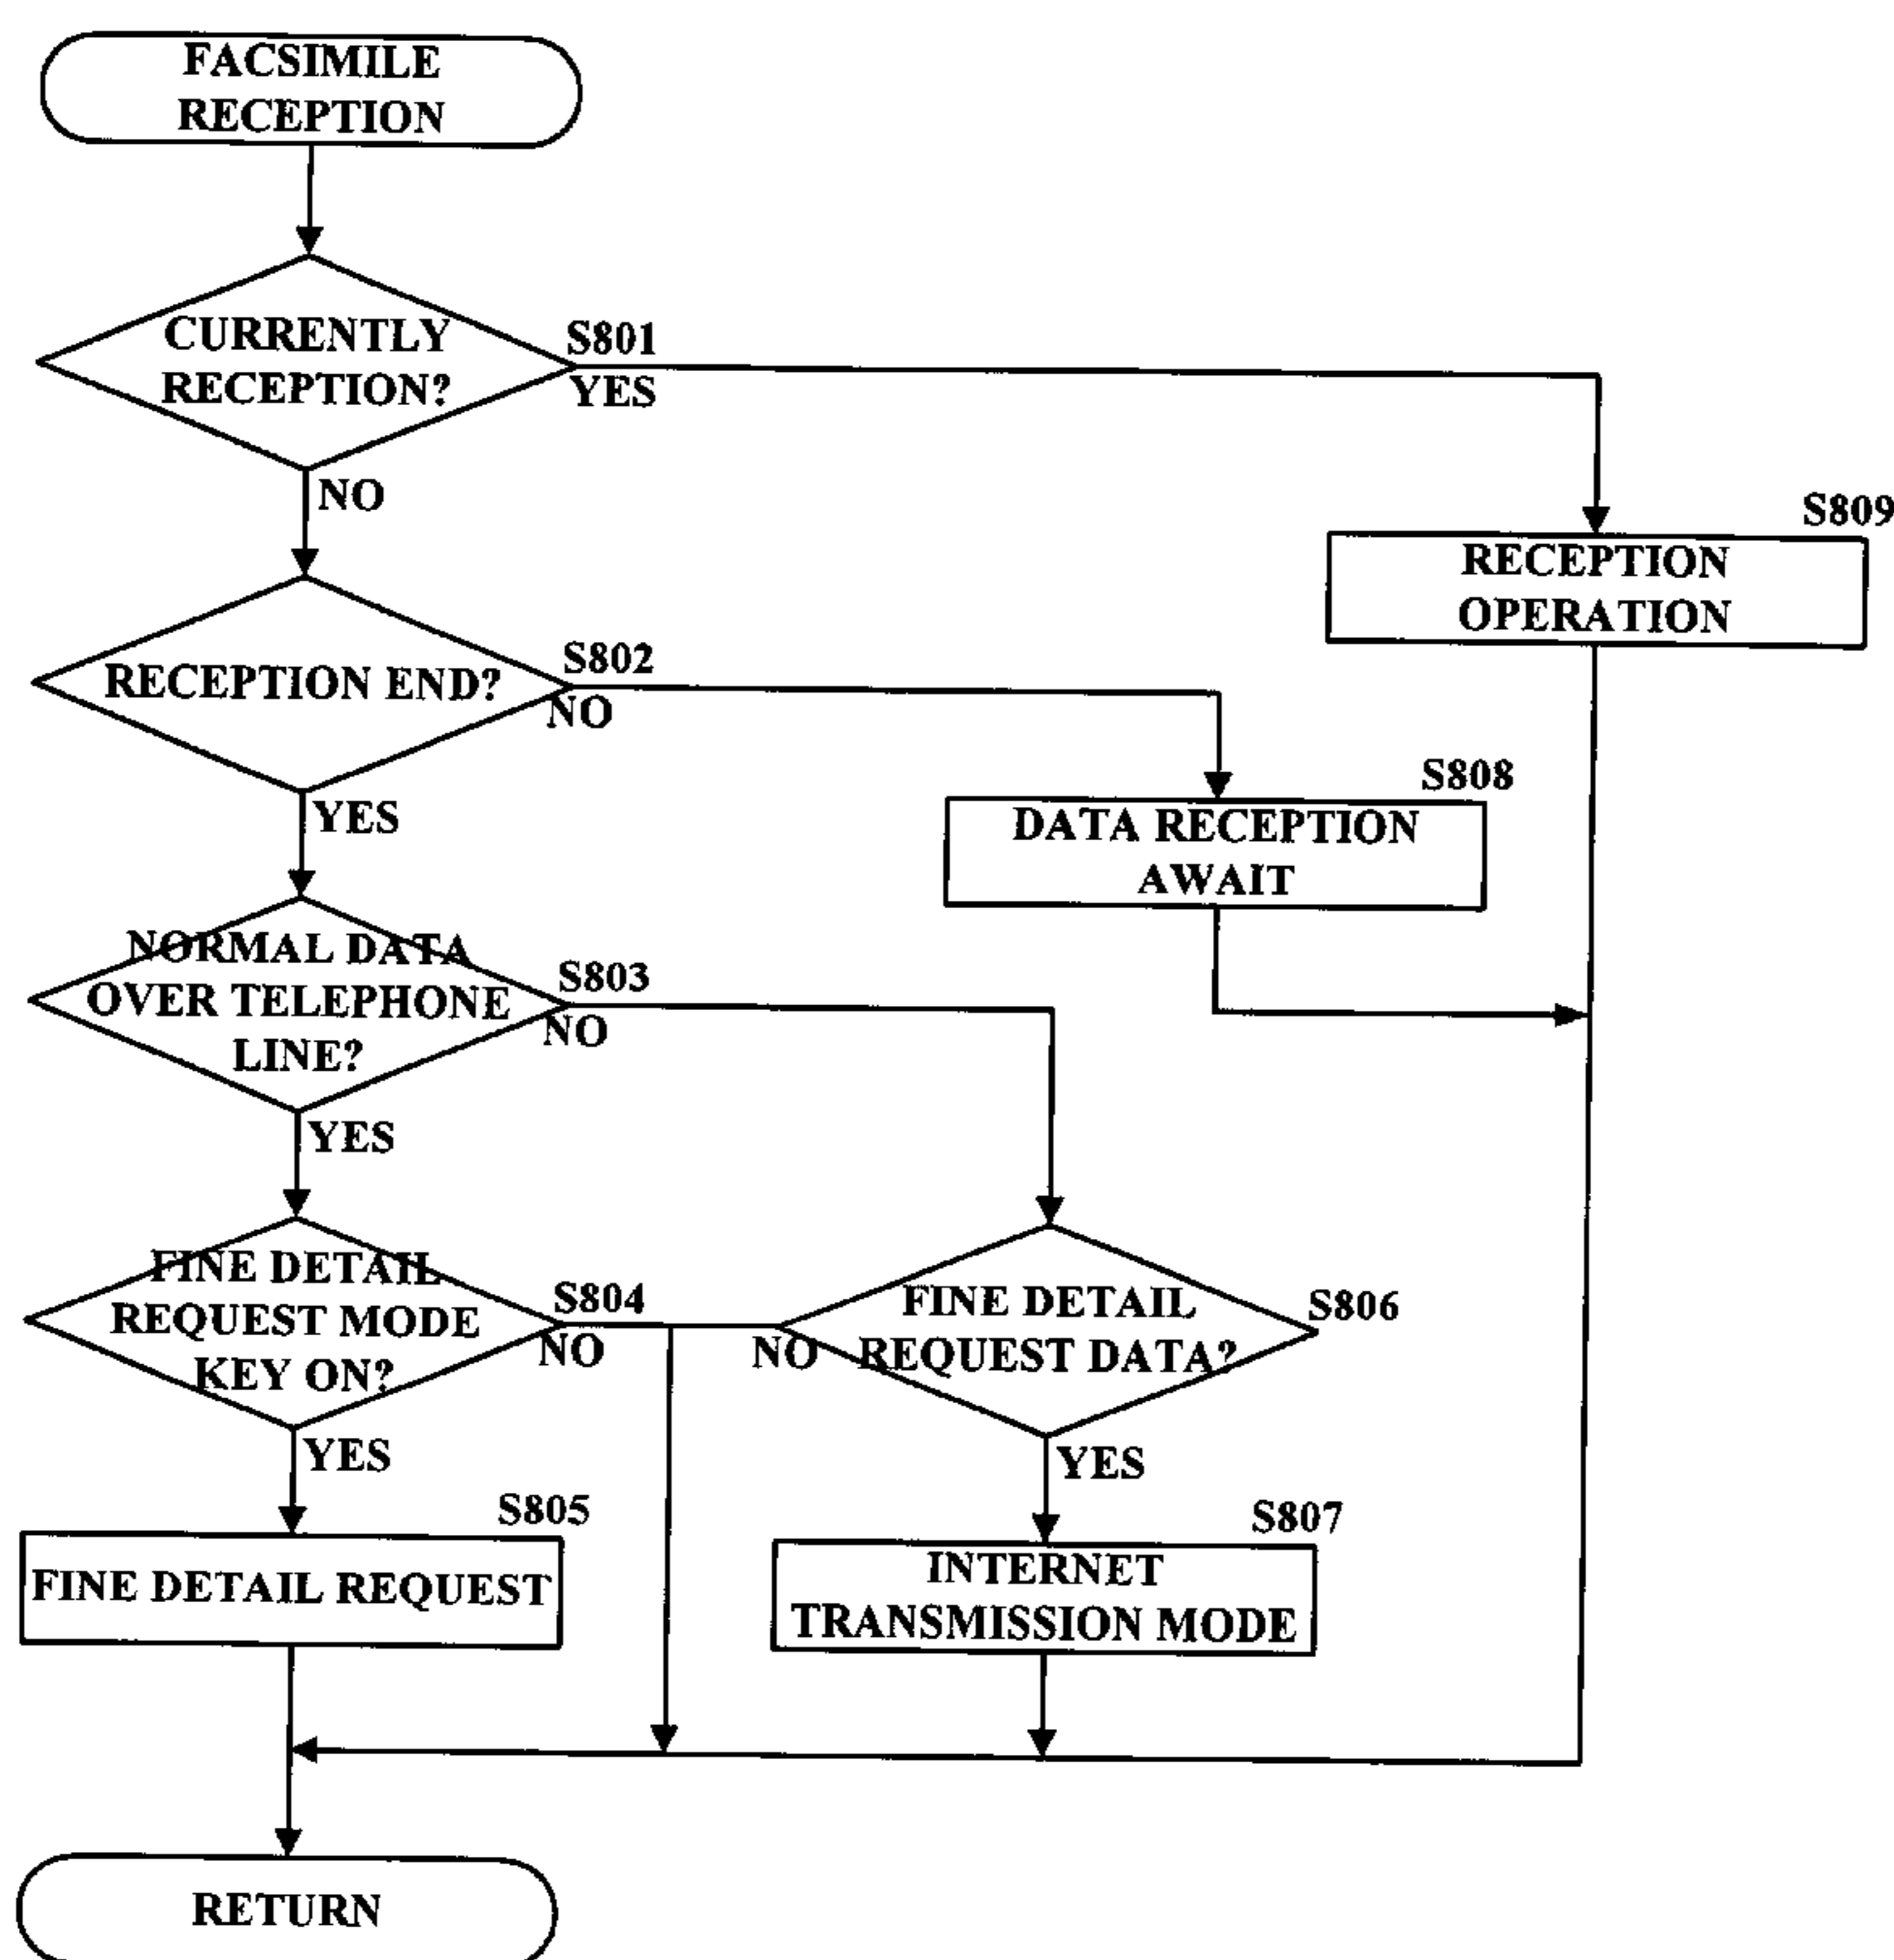 FACSIMILE
RECEPTION
CURRENTLY
RECEPTION?
S801
YES
NO
S809
RECEPTION
OPERATION
RECEPTION END?
S802
NO
YES
S808
DATA RECEPTION
AWAIT
NORMAL DATA
OVER TELEPHONE
LINE?
S803
NO
YES
FINE DETAIL
REQUEST MODE
KEY ON?
S804
NO
YES
FINE DETAIL
REQUEST DATA?
S806
NO
YES
S805
FINE DETAIL REQUEST
S807
INTERNET
TRANSMISSION MODE
RETURN